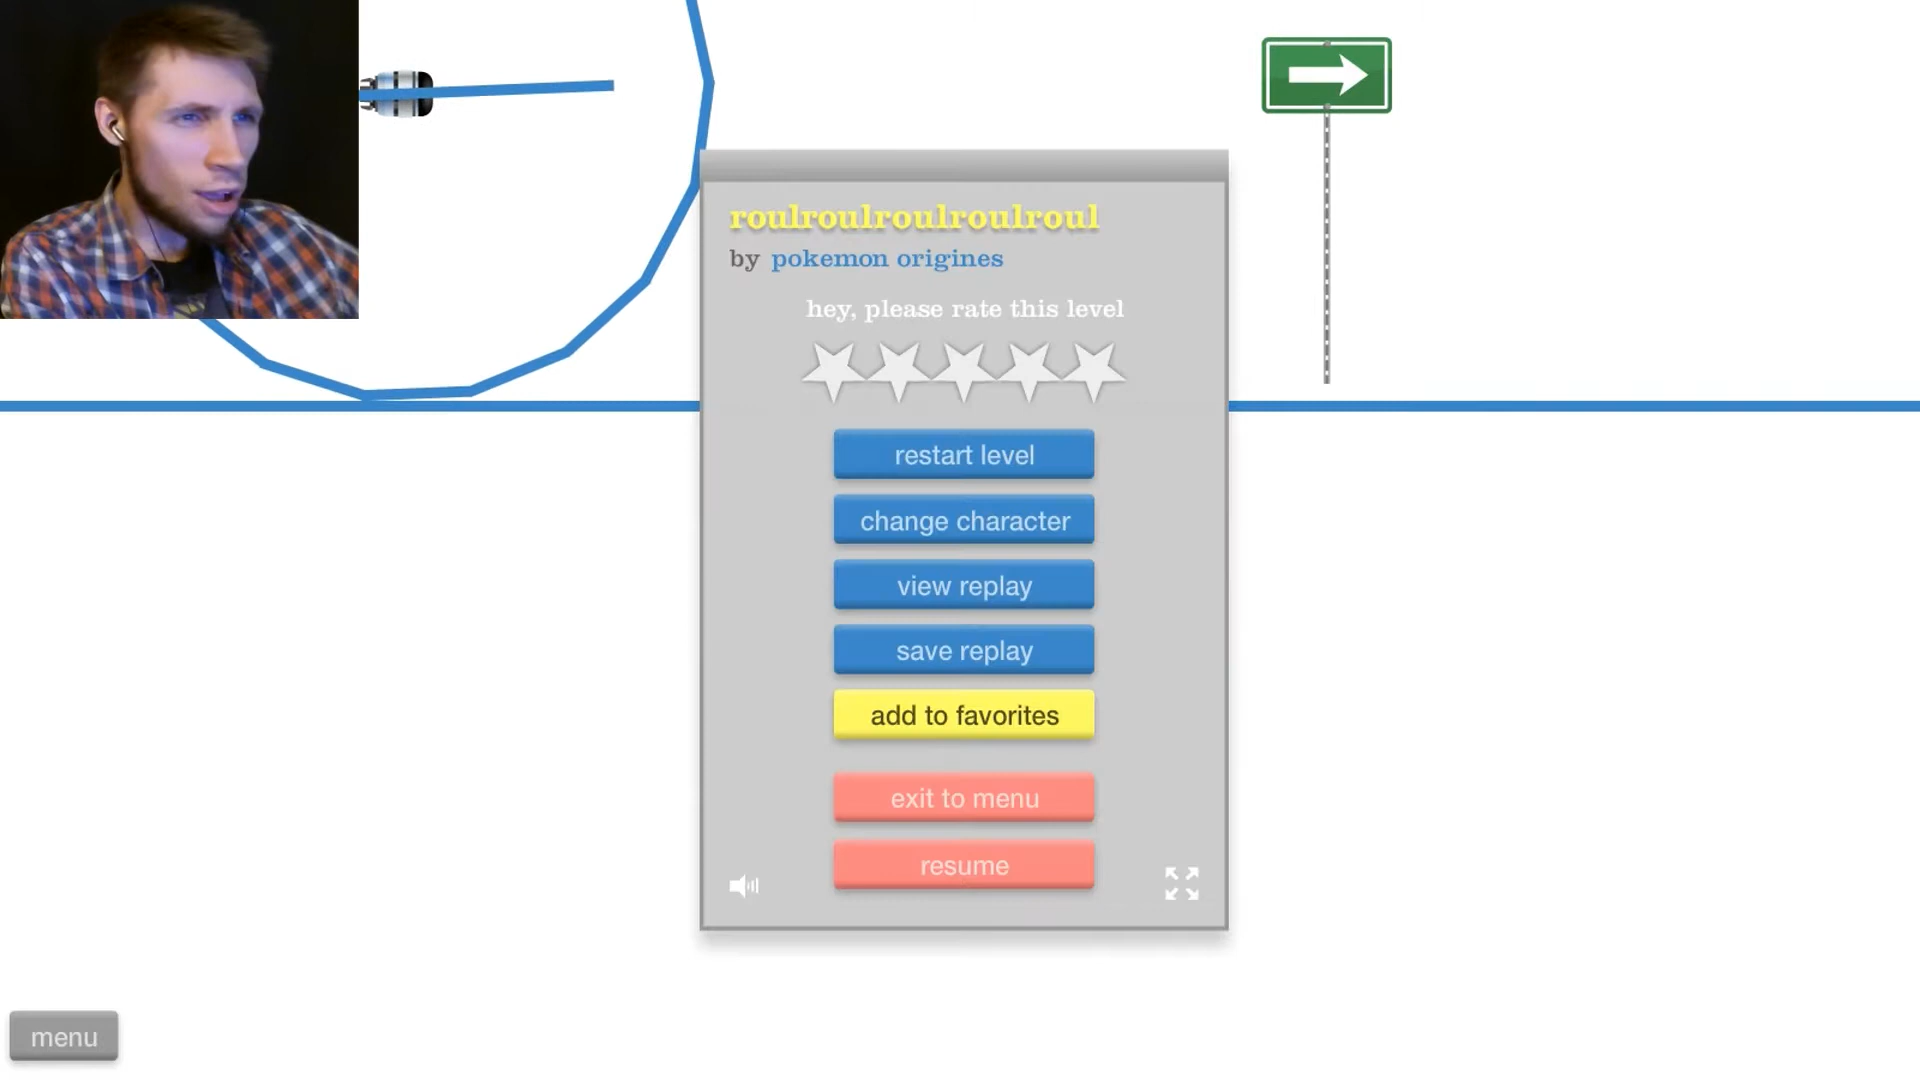 roulroulroulroulroul
by pokemon origines
hey, please rate this level
restart level
change character
view replay
save replay
add to favorites
exit to menu
resume
menu